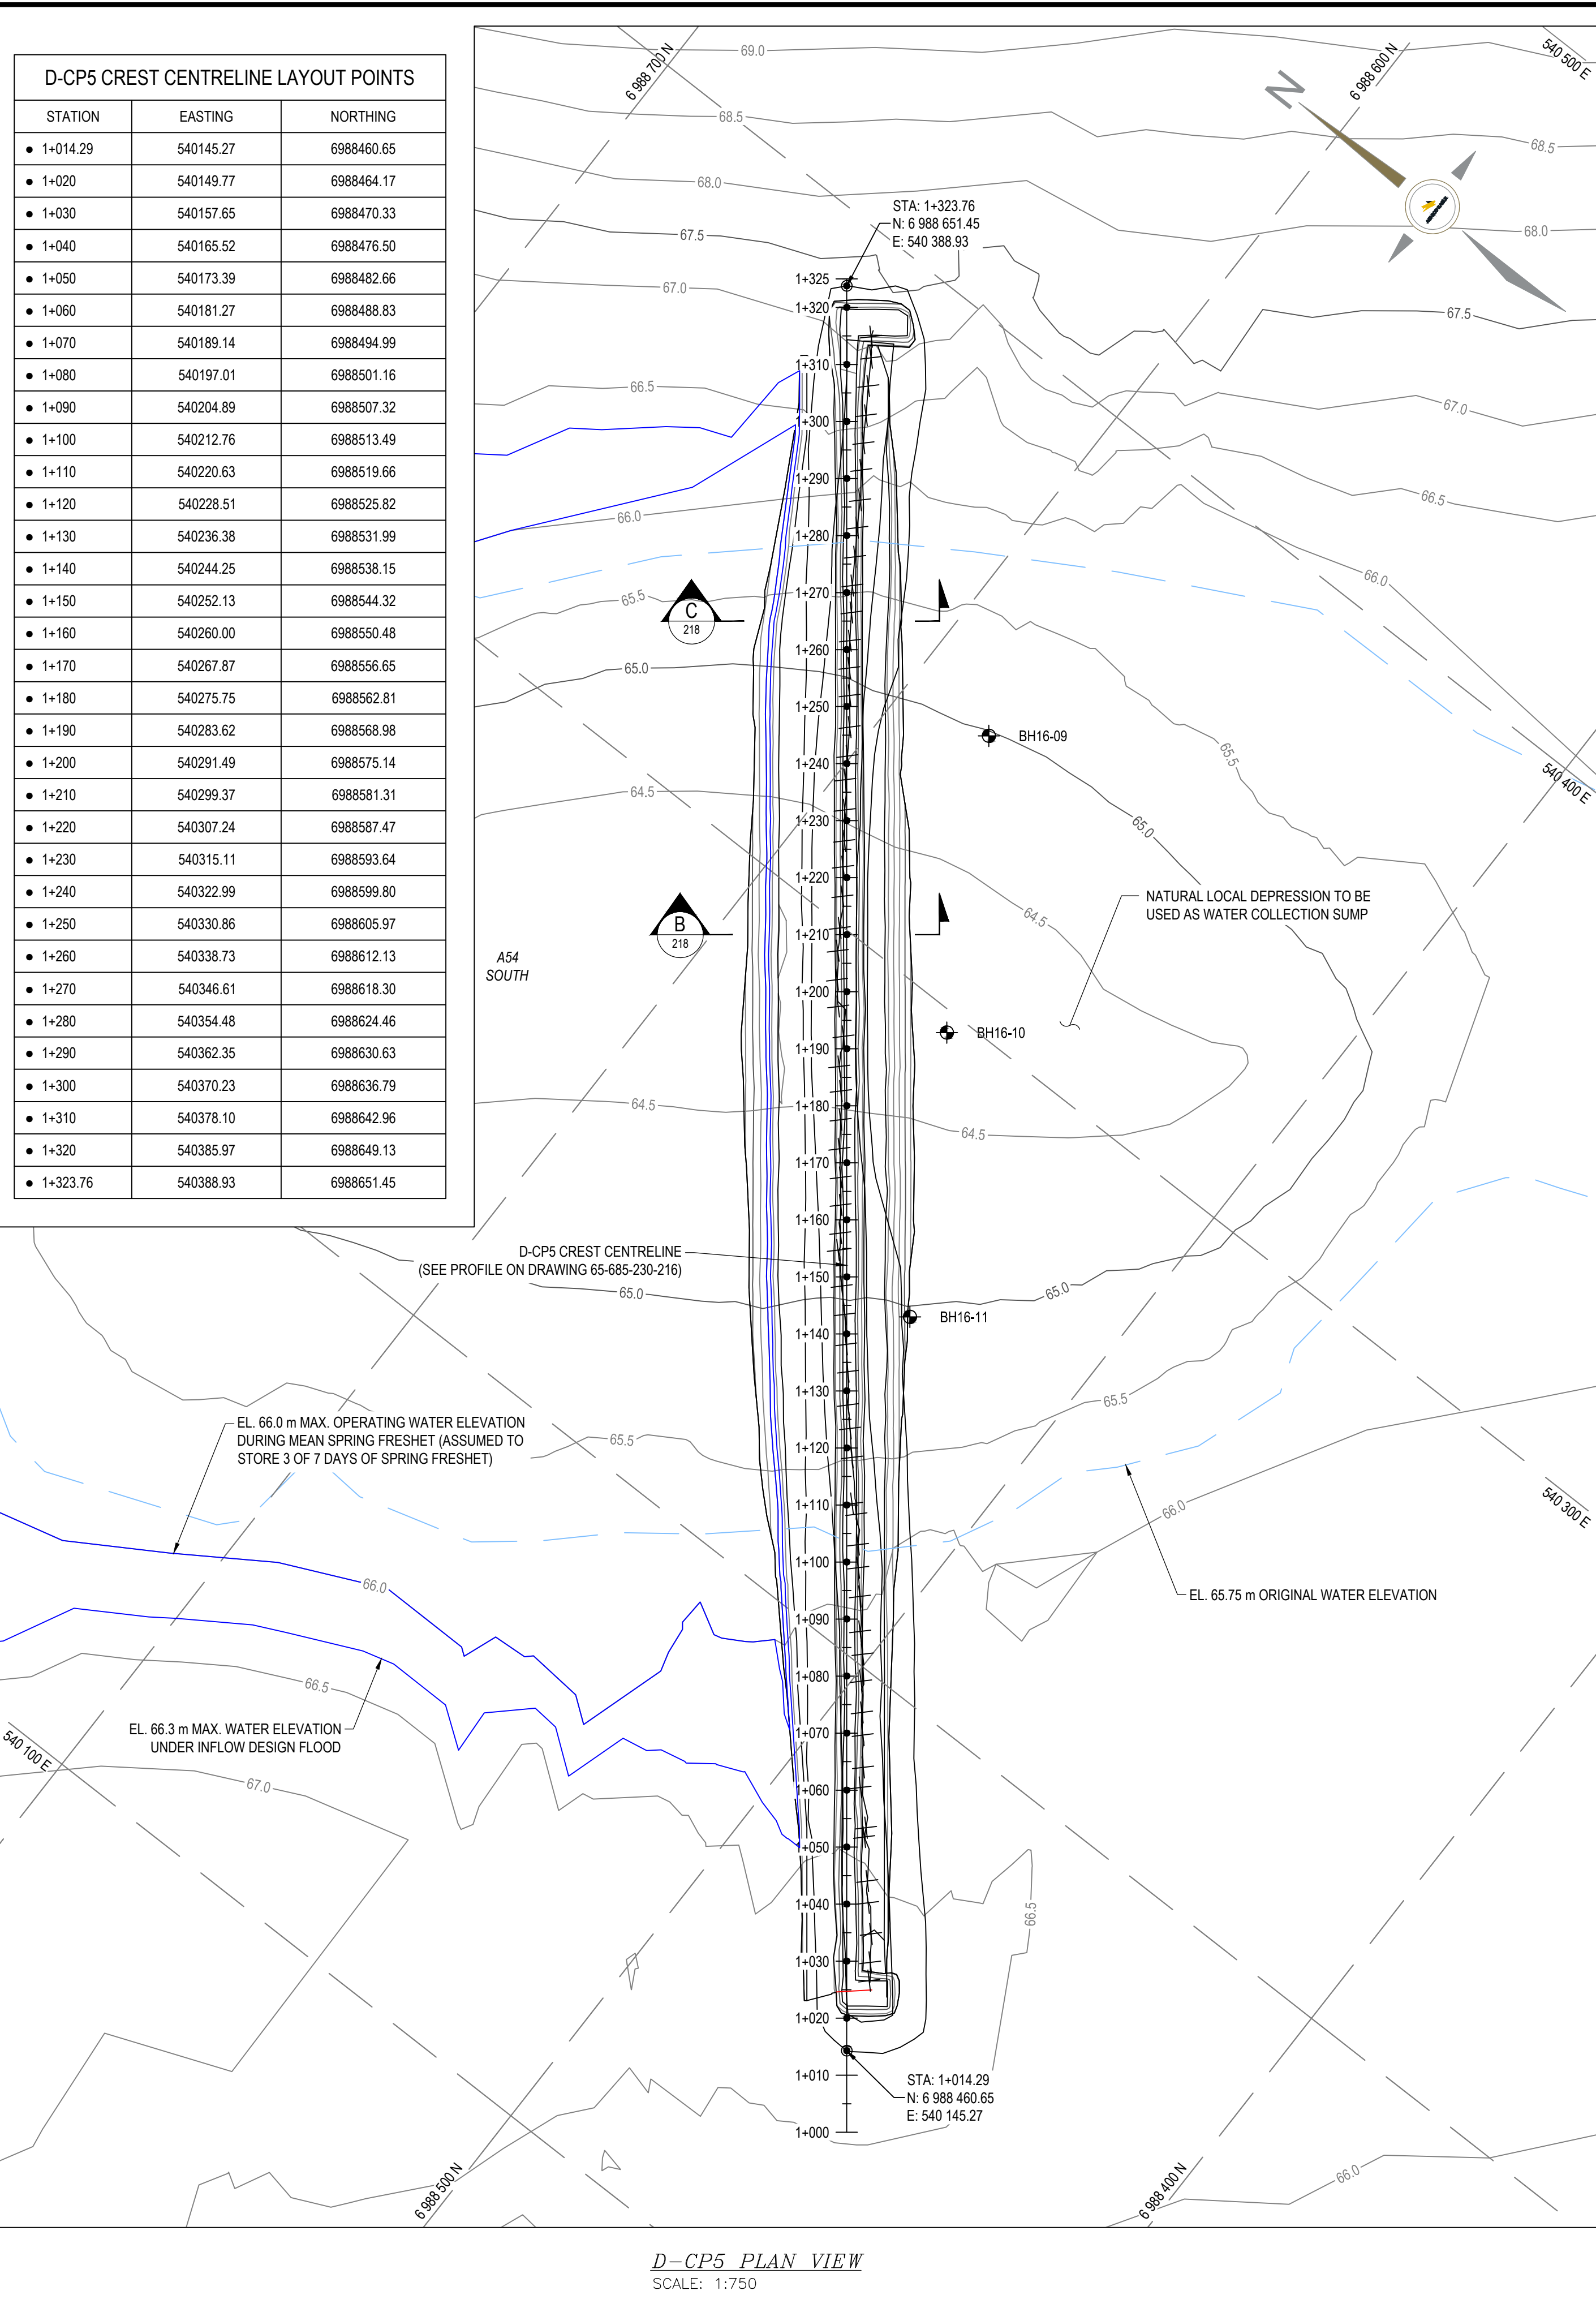 D-CP5 CREST CENTRELINE LAYOUT POINTS
STATION EASTING NORTHING
1+014.29 540145.27 6988460.65
1+020 540149.77 6988464.17
1+030 540157.65 6988470.33
1+040 540165.52 6988476.50
1+050 540173.39 6988482.66
1+060 540181.27 6988488.83
1+070 540189.14 6988494.99
1+080 540197.01 6988501.16
1+090 540204.89 6988507.32
1+100 540212.76 6988513.49
1+110 540220.63 6988519.66
1+120 540228.51 6988525.82
1+130 540236.38 6988531.99
1+140 540244.25 6988538.15
1+150 540252.13 6988544.32
1+160 540260.00 6988550.48
1+170 540267.87 6988556.65
1+180 540275.75 6988562.81
1+190 540283.62 6988568.98
1+200 540291.49 6988575.14
1+210 540299.37 6988581.31
1+220 540307.24 6988587.47
1+230 540315.11 6988593.64
1+240 540322.99 6988599.80
1+250 540330.86 6988605.97
1+260 540338.73 6988612.13
1+270 540346.61 6988618.30
1+280 540354.48 6988624.46
1+290 540362.35 6988630.63
1+300 540370.23 6988636.79
1+310 540378.10 6988642.96
1+320 540385.97 6988649.13
1+323.76 540388.93 6988651.45
69.0
6 988 700 N
6 988 600 N
540 500 E
N
68.5
68.5
68.0
68.0
STA: 1+323.76
N: 6 988 651.45
E: 540 388.93
67.5
67.5
67.0
67.0
66.5
66.5
66.0
66.0
65.5
65.5
65.0
65.0
64.5
64.5
64.5
64.5
1+325
1+320
1+310
1+300
1+290
1+280
1+270
1+260
1+250
1+240
1+230
1+220
1+210
1+200
1+190
1+180
1+170
1+160
1+150
1+140
1+130
1+120
1+110
1+100
1+090
1+080
1+070
1+060
1+050
1+040
1+030
1+020
1+010
1+000
C
218
B
218
BH16-09
540 400 E
NATURAL LOCAL DEPRESSION TO BE
USED AS WATER COLLECTION SUMP
A54
SOUTH
BH16-10
D-CP5 CREST CENTRELINE
(SEE PROFILE ON DRAWING 65-685-230-216)
65.0
65.0
BH16-11
65.5
65.5
EL. 66.0 m MAX. OPERATING WATER ELEVATION
DURING MEAN SPRING FRESHET (ASSUMED TO
STORE 3 OF 7 DAYS OF SPRING FRESHET)
66.0
540 300 E
66.0
EL. 65.75 m ORIGINAL WATER ELEVATION
66.5
EL. 66.3 m MAX. WATER ELEVATION
UNDER INFLOW DESIGN FLOOD
540 100 E
67.0
66.5
STA: 1+014.29
N: 6 988 460.65
E: 540 145.27
6 988 500 N
6 988 400 N
66.0
D-CP5 PLAN VIEW
SCALE: 1:750